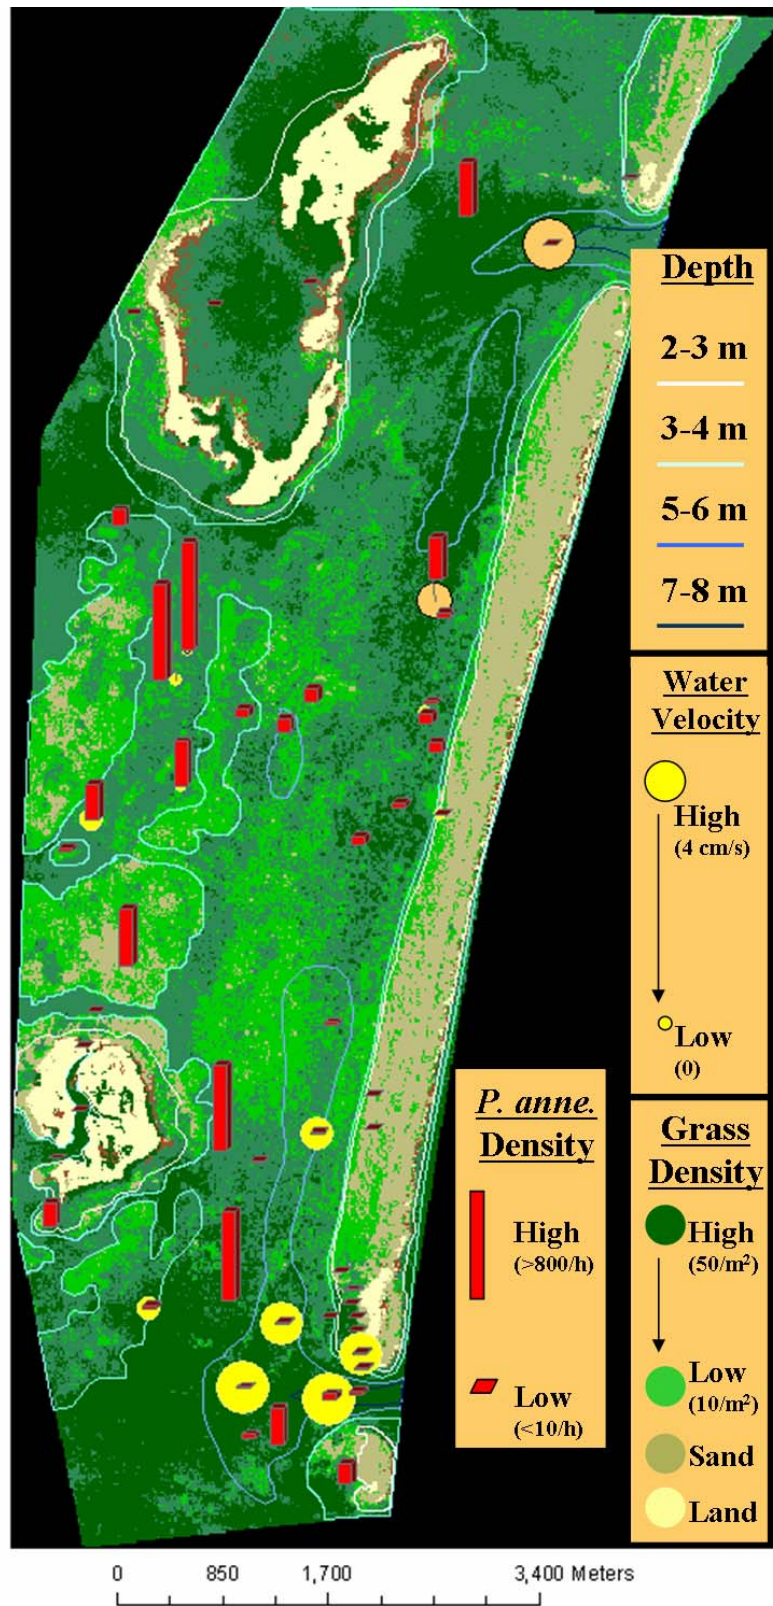 Depth
2-3 m
3-4 m
5-6 m
7-8 m
Water
Velocity
High
(4 cm/s)
Low
(0)
P. anne.
Density
High
(>800/h)
Low
(<10/h)
Grass
Density
High
(50/m²)
Low
(10/m²)
Sand
Land
0 850 1,700 3,400 Meters